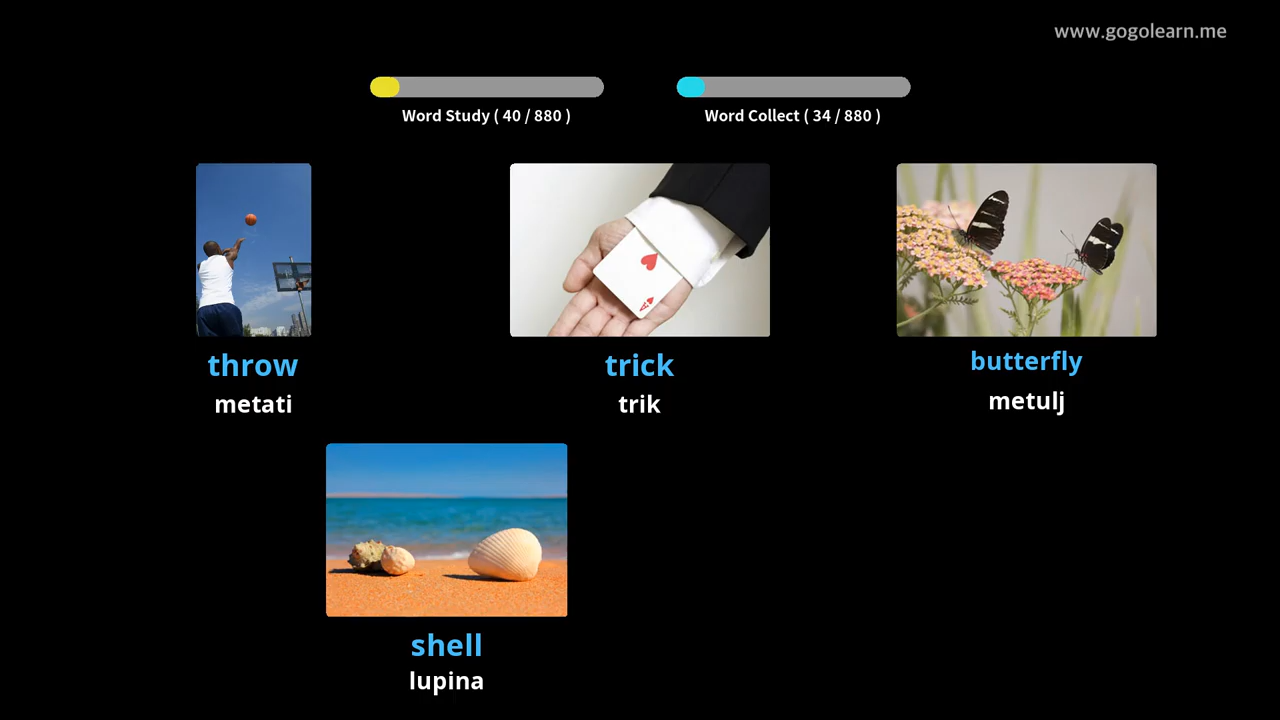 www.gogolearn.me
Word Study ( 40 / 880 )
Word Collect ( 34 / 880 )
throw
metati
trick
trik
butterfly
metulj
shell
lupina